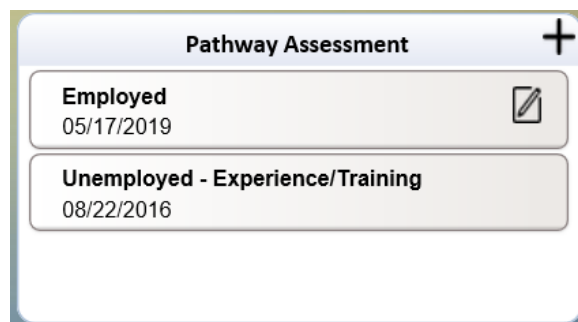 Pathway Assessment
Employed
05/17/2019
Unemployed - Experience/Training
08/22/2016